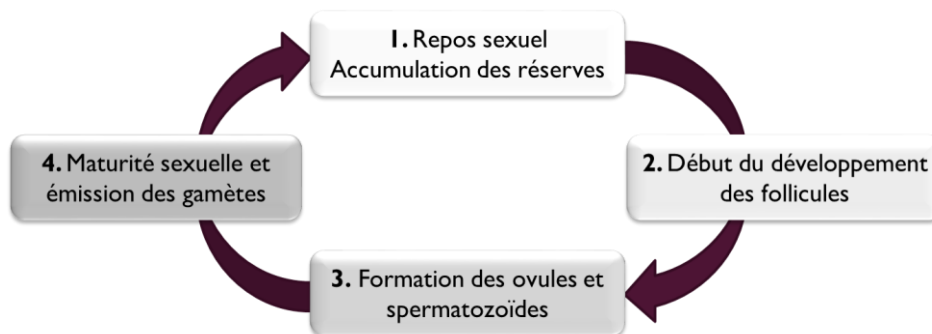 1. Repos sexuel
Accumulation des réserves
2. Début du développement
des follicules
3. Formation des ovules et
spermatozoïdes
4. Maturité sexuelle et
émission des gamètes